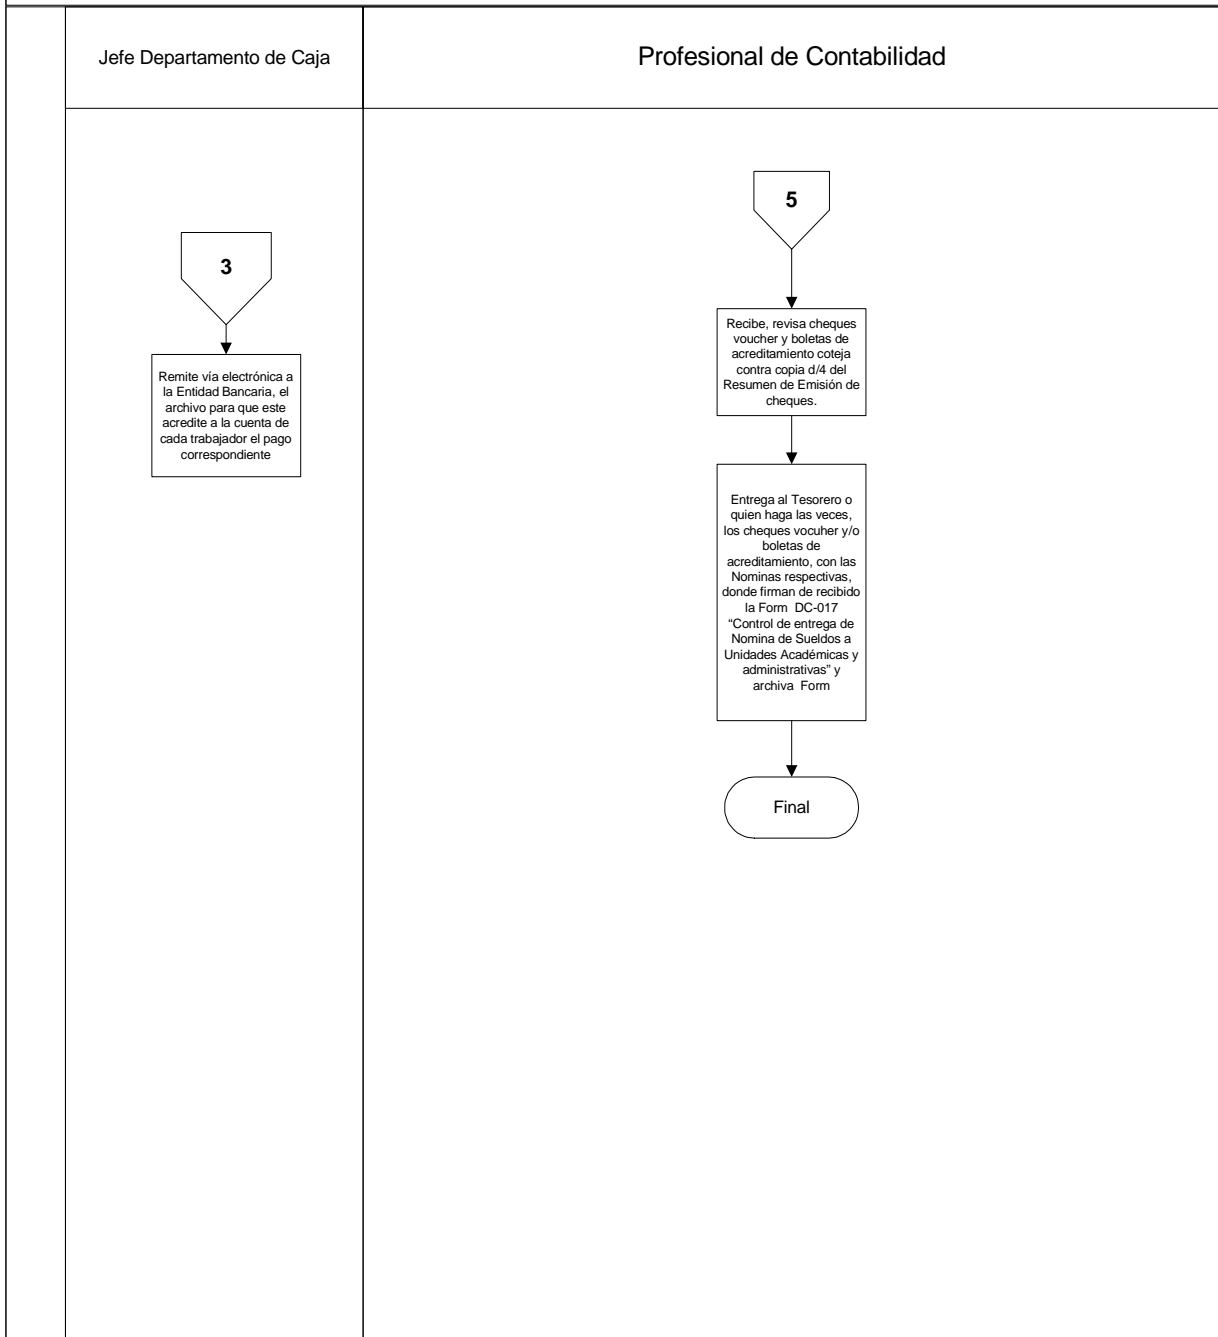 Jefe Departamento de Caja
Profesional de Contabilidad
3
Remite vía electrónica a
la Entidad Bancaria, el
archivo para que este
acredite a la cuenta de
cada trabajador el pago
correspondiente
5
Recibe, revisa cheques
voucher y boletas de
acreditamiento coteja
contra copia d/4 del
Resumen de Emisión de
cheques.
Entrega al Tesorero o
quien haga las veces,
los cheques vocuher y/o
boletas de
acreditamiento, con las
Nominas respectivas,
donde firman de recibido
la Form  DC-017
“Control de entrega de
Nomina de Sueldos a
Unidades Académicas y
administrativas” y
archiva  Form
Final